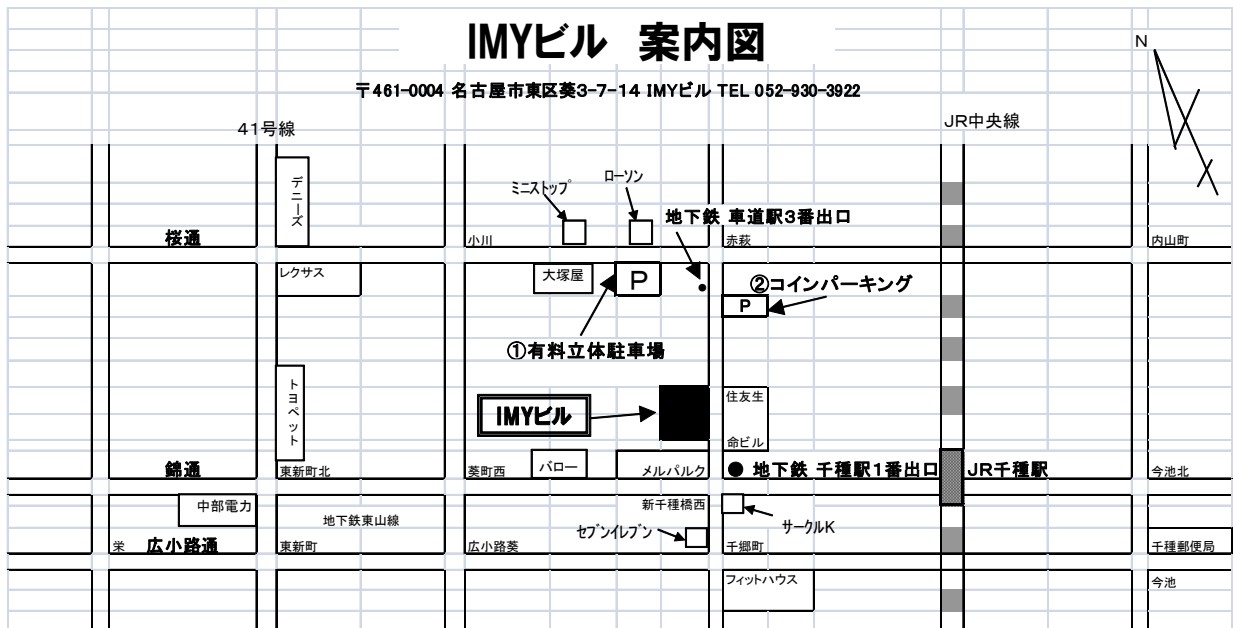 IMYビル 案内図
N
〒461-0004 名古屋市東区葵3-7-14 IMYビル TEL 052-930-3922
41号線
JR中央線
デニーズ
ミニストップ
ローソン
地下鉄 車道駅3番出口
桜通
小川
赤萩
内山町
レクサス
大塚屋
P
②コインパーキング
P
①有料立体駐車場
トヨペット
IMYビル
住友生
命ビル
錦通
東新町北
葵町西
バロー
メルパルク
● 地下鉄 千種駅1番出口
JR千種駅
今池北
中部電力
地下鉄東山線
新千種橋西
セブンイレブン
サークルK
栄
広小路通
東新町
広小路葵
千郷町
千種郵便局
フィットハウス
今池